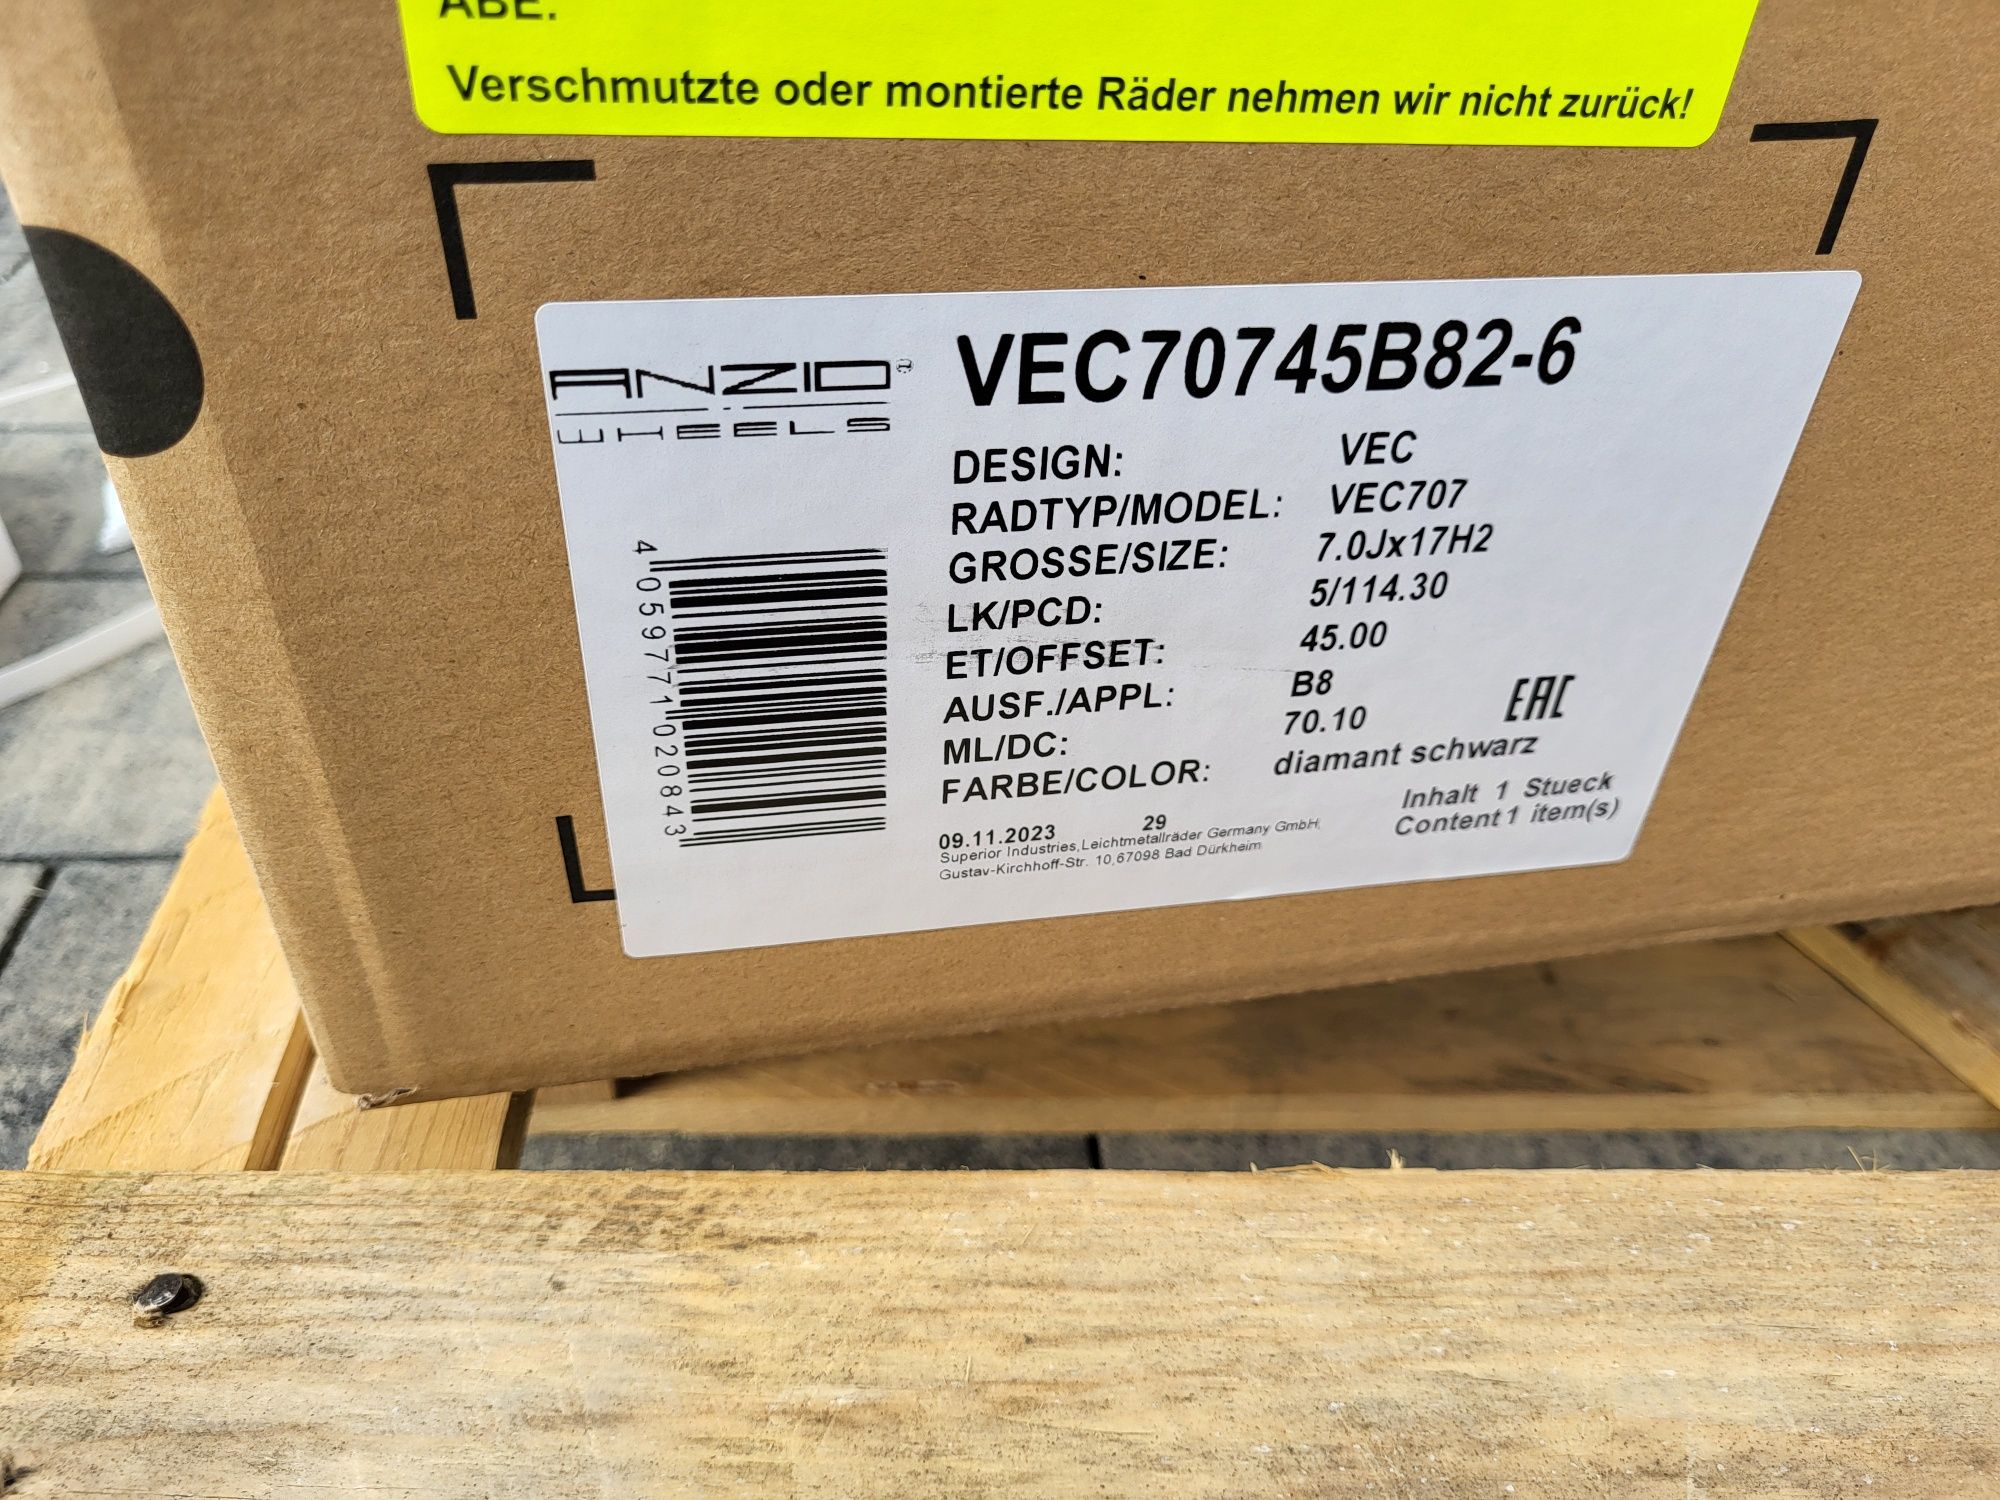 ABE.
Verschmutzte oder montierte Räder nehmen wir nicht zurück!
ANZIO®
WHEELS
VEC70745B82-6
DESIGN: VEC
RADTYP/MODEL: VEC707
GROSSE/SIZE: 7.0Jx17H2
LK/PCD: 5/114.30
ET/OFFSET: 45.00
AUSF./APPL: B8
ML/DC: 70.10
FARBE/COLOR: diamant schwarz
EAC
Inhalt 1 Stueck
Content 1 item(s)
09.11.2023 29
Superior Industries,Leichtmetallräder Germany GmbH,
Gustav-Kirchhoff-Str. 10,67098 Bad Dürkheim
4059771020843